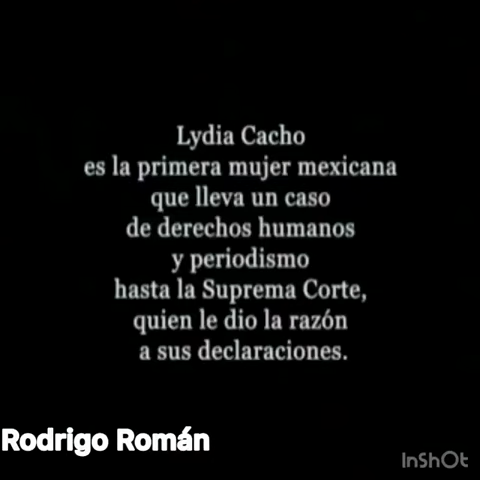 Lydia Cacho
es la primera mujer mexicana
que lleva un caso
de derechos humanos
y periodismo
hasta la Suprema Corte,
quien le dio la razón
a sus declaraciones.
Rodrigo Román
InShOt